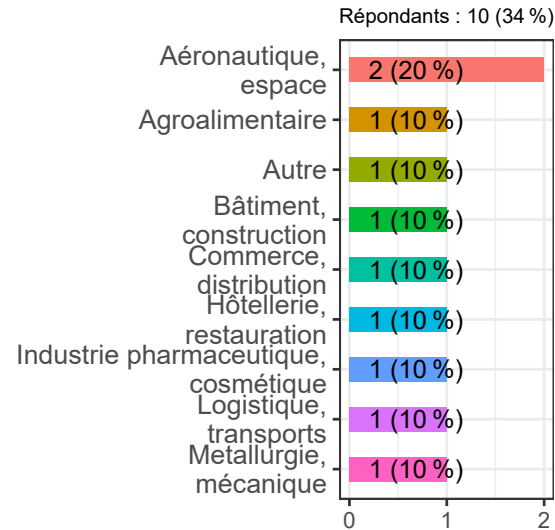 Répondants : 10 (34 %)
Aéronautique,
espace
2 (20 %)
Agroalimentaire
1 (10 %)
Autre
1 (10 %)
Bâtiment,
construction
1 (10 %)
Commerce,
distribution
1 (10 %)
Hôtellerie,
restauration
1 (10 %)
Industrie pharmaceutique,
cosmétique
1 (10 %)
Logistique,
transports
1 (10 %)
Metallurgie,
mécanique
1 (10 %)
0 1 2